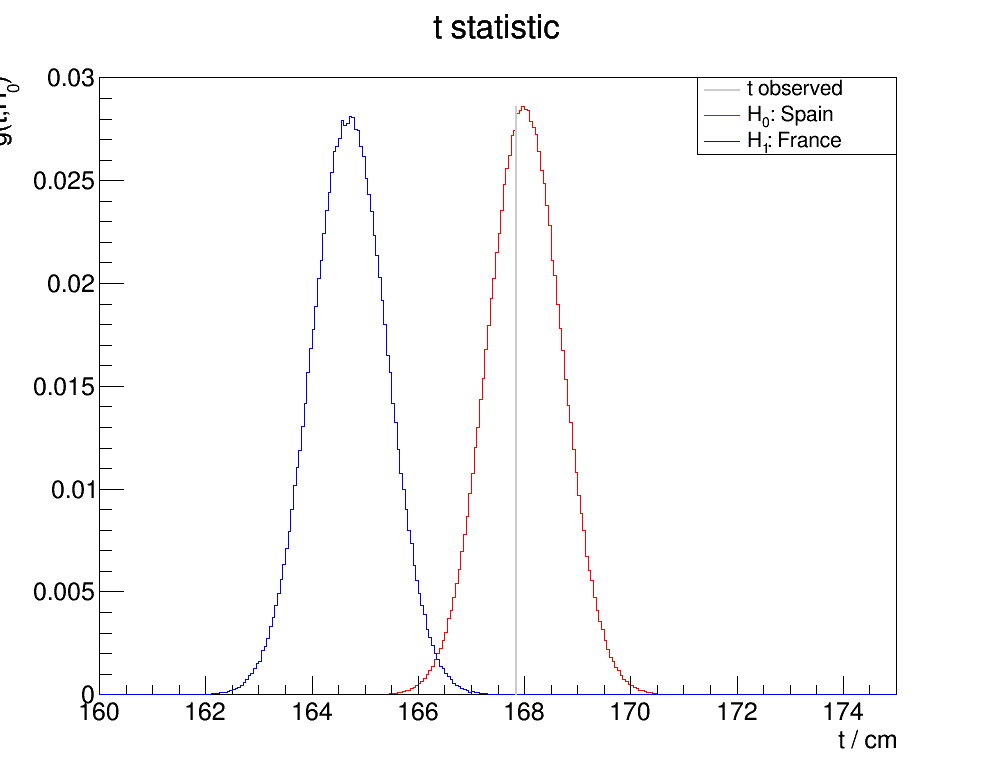 t statistic
g(t;H₀)
0.03
0.025
0.02
0.015
0.01
0.005
0
t observed
H₀: Spain
H₁: France
160 162 164 166 168 170 172 174
t / cm